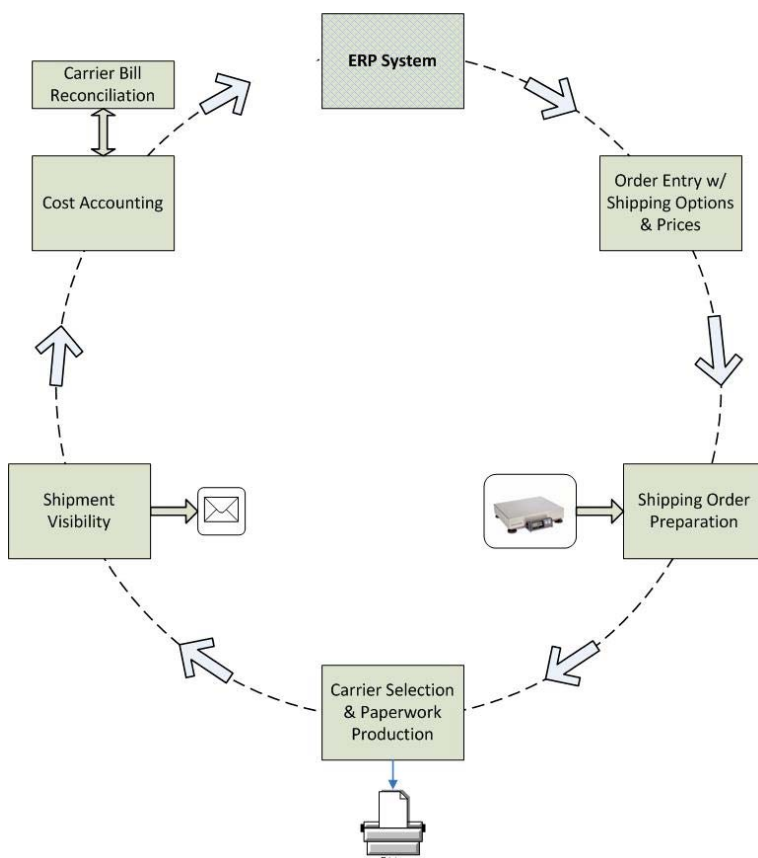 ERP System
Carrier Bill
Reconciliation
Cost Accounting
Order Entry w/
Shipping Options
& Prices
Shipment
Visibility
Shipping Order
Preparation
Carrier Selection
& Paperwork
Production